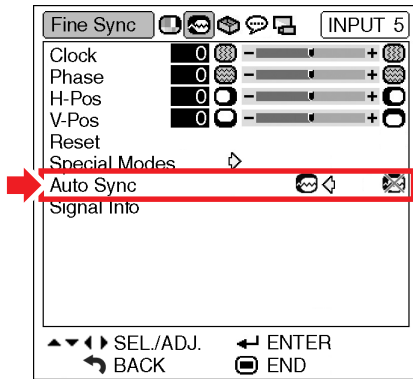 Fine Sync INPUT 5
Clock 0 - +
Phase 0 - +
H-Pos 0 - +
V-Pos 0 - +
Reset
Special Modes
Auto Sync
Signal Info
SEL./ADJ. ENTER
BACK END